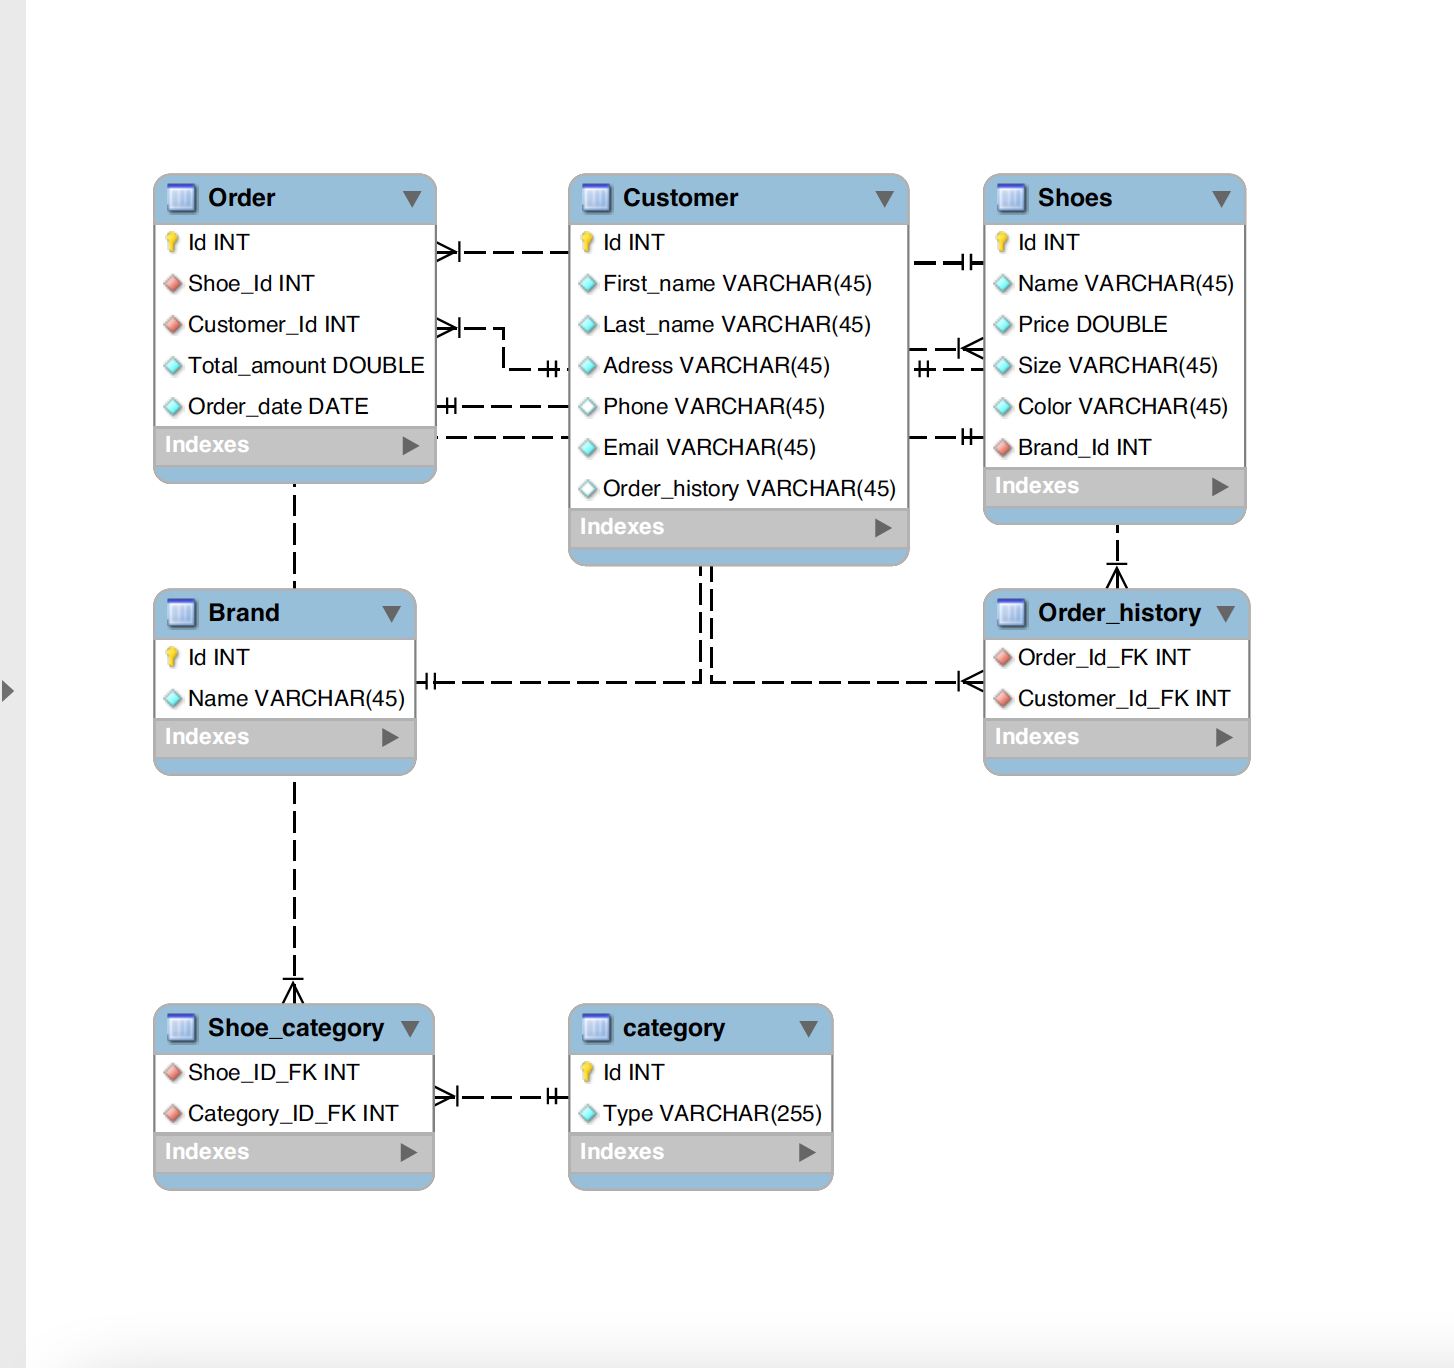 Order
Id INT
Shoe_Id INT
Customer_Id INT
Total_amount DOUBLE
Order_date DATE
Indexes
Customer
Id INT
First_name VARCHAR(45)
Last_name VARCHAR(45)
Adress VARCHAR(45)
Phone VARCHAR(45)
Email VARCHAR(45)
Order_history VARCHAR(45)
Indexes
Shoes
Id INT
Name VARCHAR(45)
Price DOUBLE
Size VARCHAR(45)
Color VARCHAR(45)
Brand_Id INT
Indexes
Brand
Id INT
Name VARCHAR(45)
Indexes
Order_history
Order_Id_FK INT
Customer_Id_FK INT
Indexes
Shoe_category
Shoe_ID_FK INT
Category_ID_FK INT
Indexes
category
Id INT
Type VARCHAR(255)
Indexes